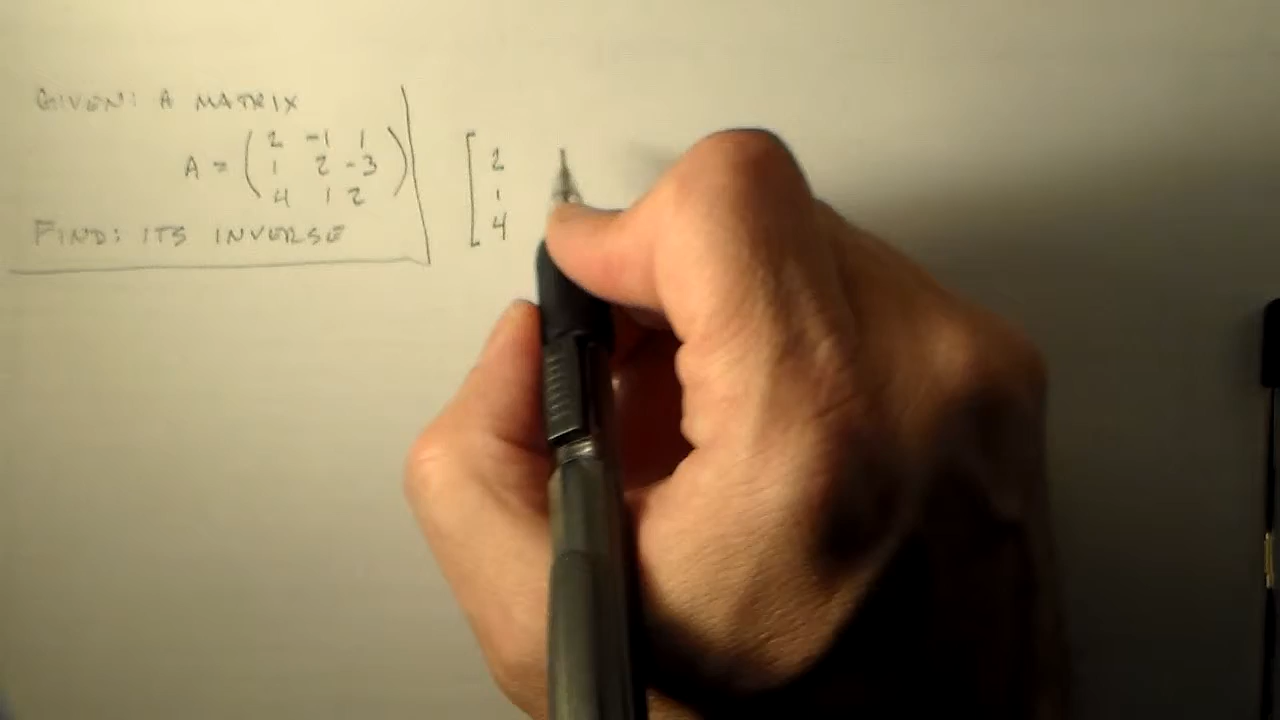 GIVEN: A MATRIX
2 -1 1
A = ( 1 2 -3 )
4 1 2
FIND: ITS INVERSE
[ 2
1
4